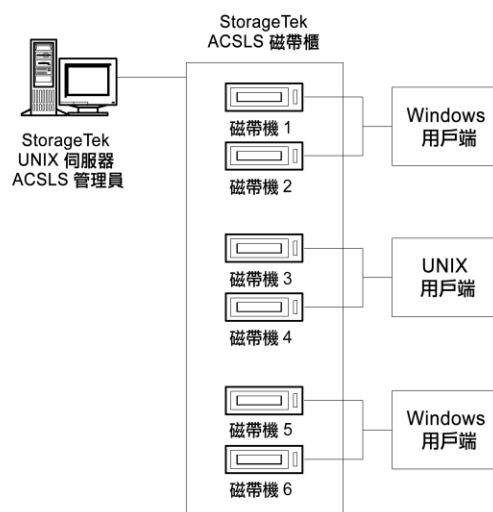 StorageTek
ACSLS 磁帶櫃
StorageTek
UNIX 伺服器
ACSLS 管理員
磁帶機 1
磁帶機 2
Windows
用戶端
磁帶機 3
磁帶機 4
UNIX
用戶端
磁帶機 5
磁帶機 6
Windows
用戶端